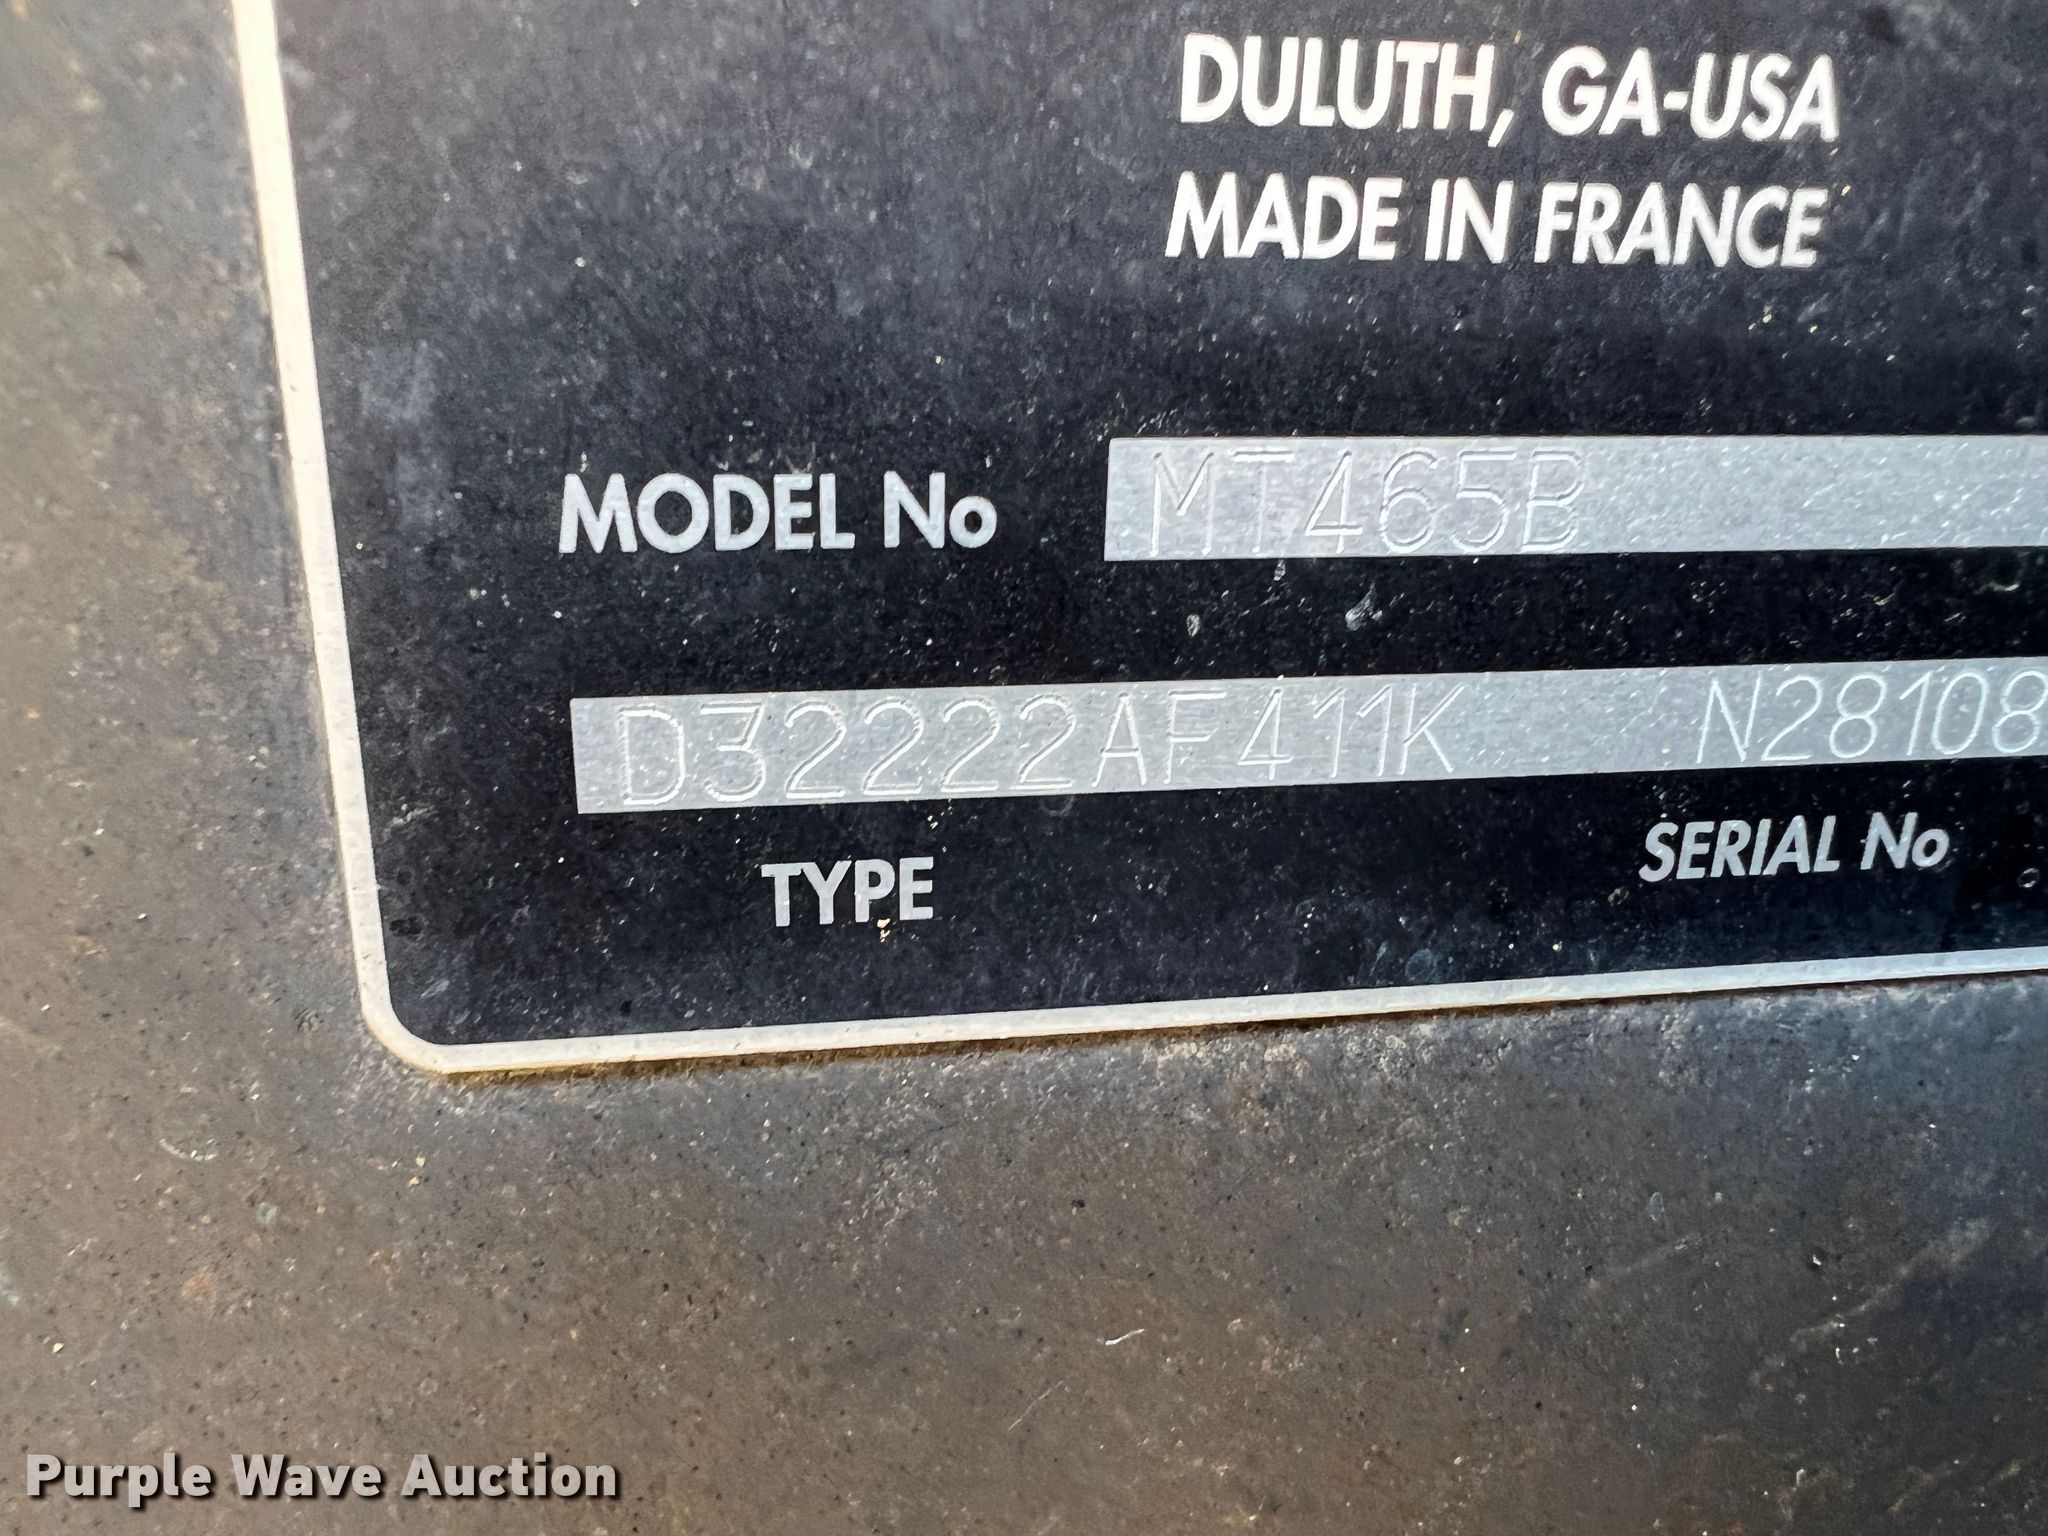 DULUTH, GA-USA
MADE IN FRANCE
MODEL No MT465B
D32222AF411K N28108
TYPE SERIAL No
Purple Wave Auction